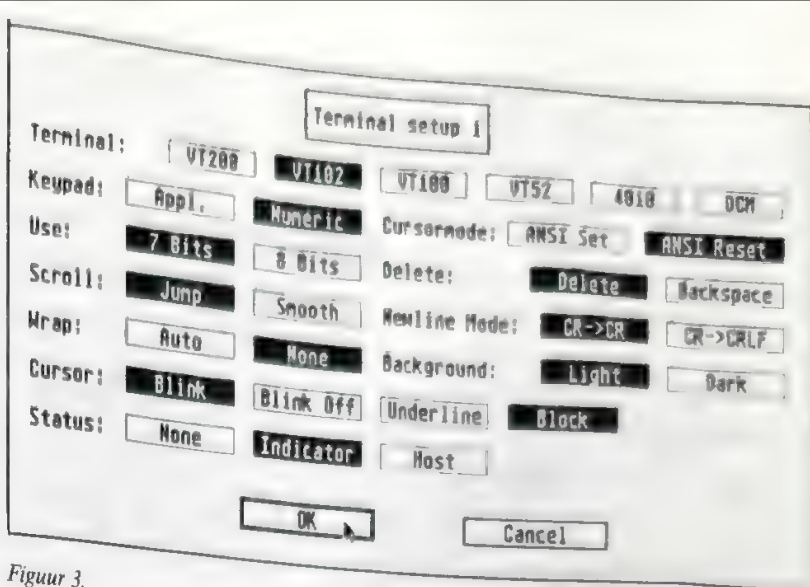 Terminal setup 1
Terminal: VT200 VT102 VT100 VT52 4010 DCM
Keypad: Appl. Numeric Cursormode: ANSI Set ANSI Reset
Use: 7 Bits 8 Bits Delete: Delete Backspace
Scroll: Jump Smooth Newline Mode: CR->CR CR->CRLF
Wrap: Auto None Background: Light Dark
Cursor: Blink Blink Off Underline Block
Status: None Indicator Host
OK Cancel
Figuur 3.